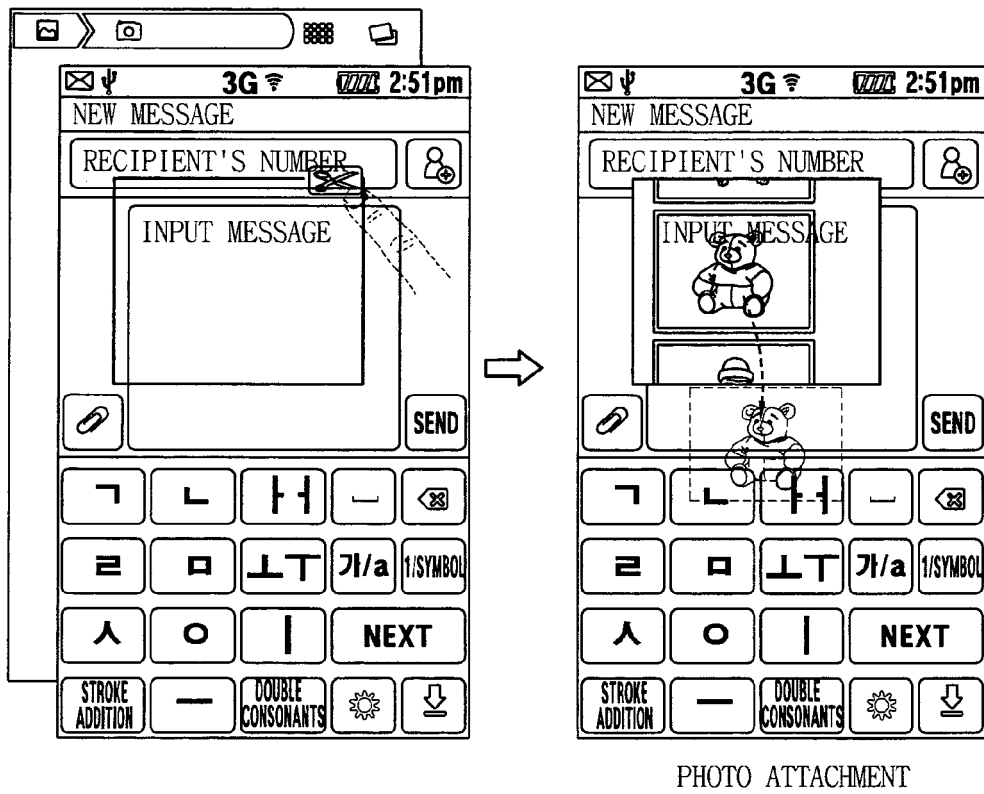 3G 2:51pm
NEW MESSAGE
RECIPIENT'S NUMBER
INPUT MESSAGE
SEND
ㄱ ㄴ ㅏㅓ ⌴
ㄹ ㅁ ㅗㅜ 가/a 1/SYMBOL
ㅅ ㅇ ㅣ NEXT
STROKE ADDITION ㅡ DOUBLE CONSONANTS
3G 2:51pm
NEW MESSAGE
RECIPIENT'S NUMBER
INPUT MESSAGE
SEND
ㄱ ㄴ ㅏㅓ ⌴
ㄹ ㅁ ㅗㅜ 가/a 1/SYMBOL
ㅅ ㅇ ㅣ NEXT
STROKE ADDITION ㅡ DOUBLE CONSONANTS
PHOTO ATTACHMENT